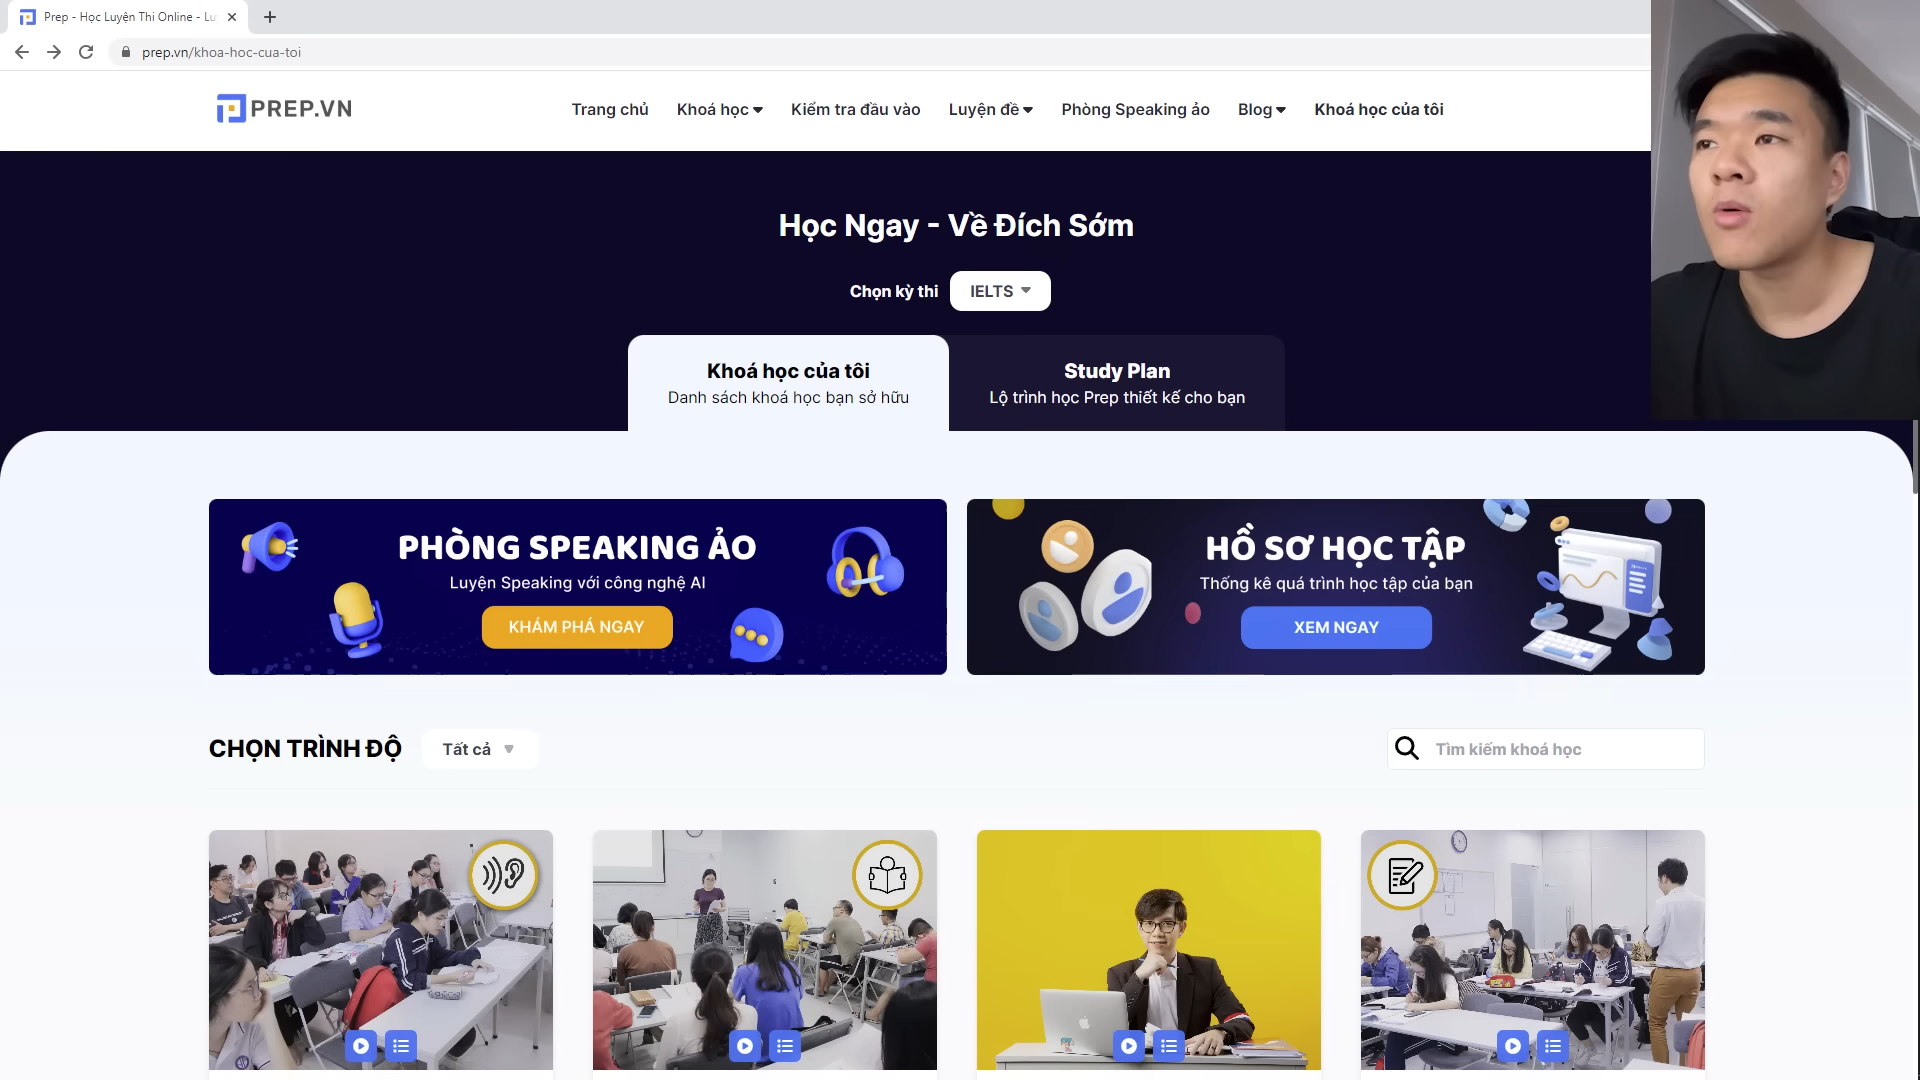 Prep - Học Luyện Thi Online - Lu
prep.vn/khoa-hoc-cua-toi
PREP.VN
Trang chủ
Khoá học
Kiểm tra đầu vào
Luyện đề
Phòng Speaking ảo
Blog
Khoá học của tôi
Học Ngay - Về Đích Sớm
Chọn kỳ thi
IELTS
Khoá học của tôi
Danh sách khoá học bạn sở hữu
Study Plan
Lộ trình học Prep thiết kế cho bạn
PHÒNG SPEAKING ẢO
Luyện Speaking với công nghệ AI
KHÁM PHÁ NGAY
HỒ SƠ HỌC TẬP
Thống kê quá trình học tập của bạn
XEM NGAY
CHỌN TRÌNH ĐỘ
Tất cả
Tìm kiếm khoá học